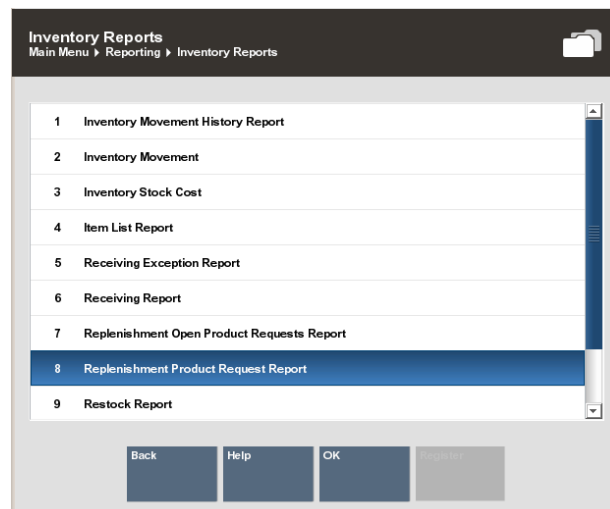 Inventory Reports
Main Menu Reporting Inventory Reports
1 Inventory Movement History Report
2 Inventory Movement
3 Inventory Stock Cost
4 Item List Report
5 Receiving Exception Report
6 Receiving Report
7 Replenishment Open Product Requests Report
8 Replenishment Product Request Report
9 Restock Report
Back Help OK Register